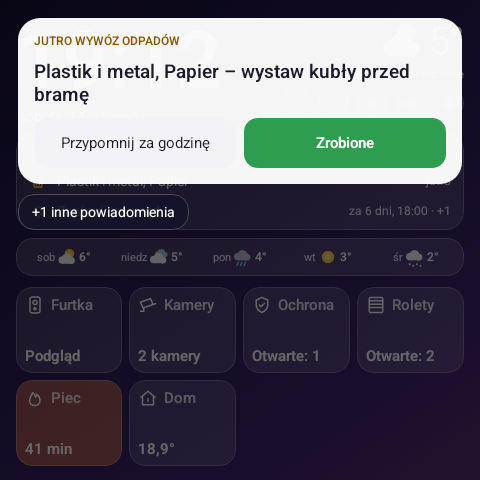 JUTRO WYWÓZ ODPADÓW
Plastik i metal, Papier – wystaw kubły przed
bramę
Przypomnij za godzinę
Zrobione
Plastik i metal, Papier
+1 inne powiadomienia
za 6 dni, 18:00 · +1
sob 6° niedz 5° pon 4° wt 3° śr 2°
Furtka Kamery Ochrona Rolety
Podgląd 2 kamery Otwarte: 1 Otwarte: 2
Piec Dom
41 min 18,9°